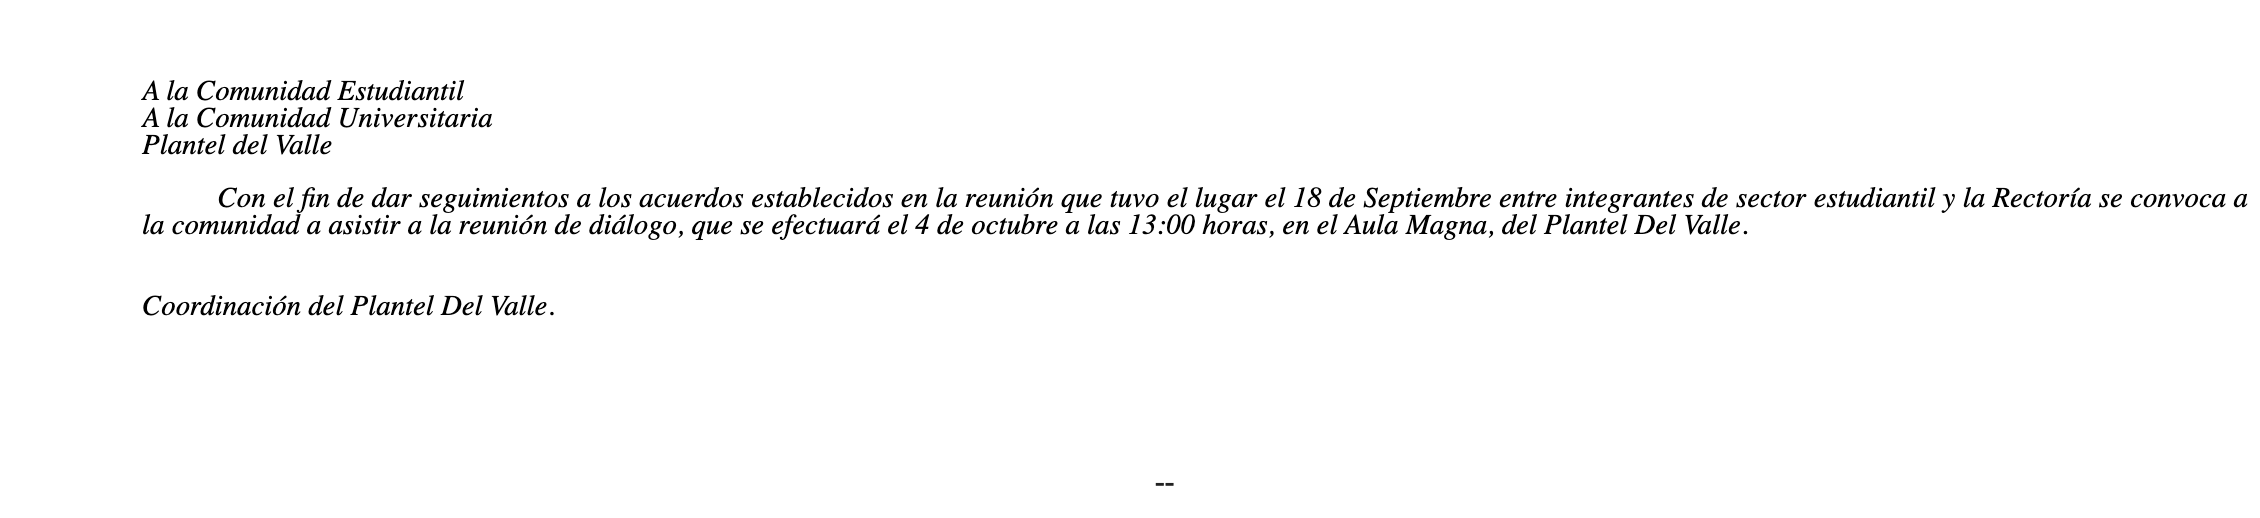 A la Comunidad Estudiantil
A la Comunidad Universitaria
Plantel del Valle
Con el fin de dar seguimientos a los acuerdos establecidos en la reunión que tuvo el lugar el 18 de Septiembre entre integrantes de sector estudiantil y la Rectoría se convoca a
la comunidad a asistir a la reunión de diálogo, que se efectuará el 4 de octubre a las 13:00 horas, en el Aula Magna, del Plantel Del Valle.
Coordinación del Plantel Del Valle.
--